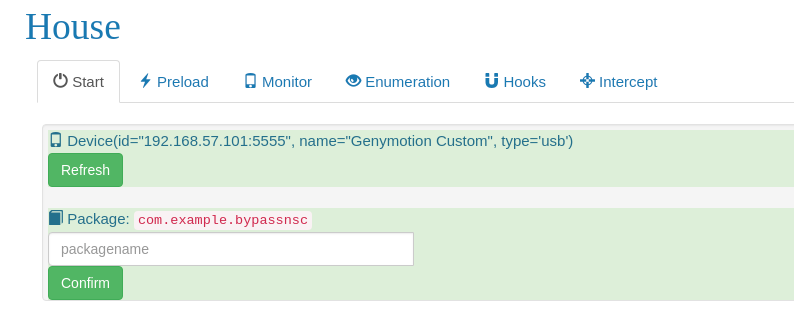 House
Start Preload Monitor Enumeration Hooks Intercept
Device(id="192.168.57.101:5555", name="Genymotion Custom", type='usb')
Refresh
Package: com.example.bypassnsc
packagename
Confirm